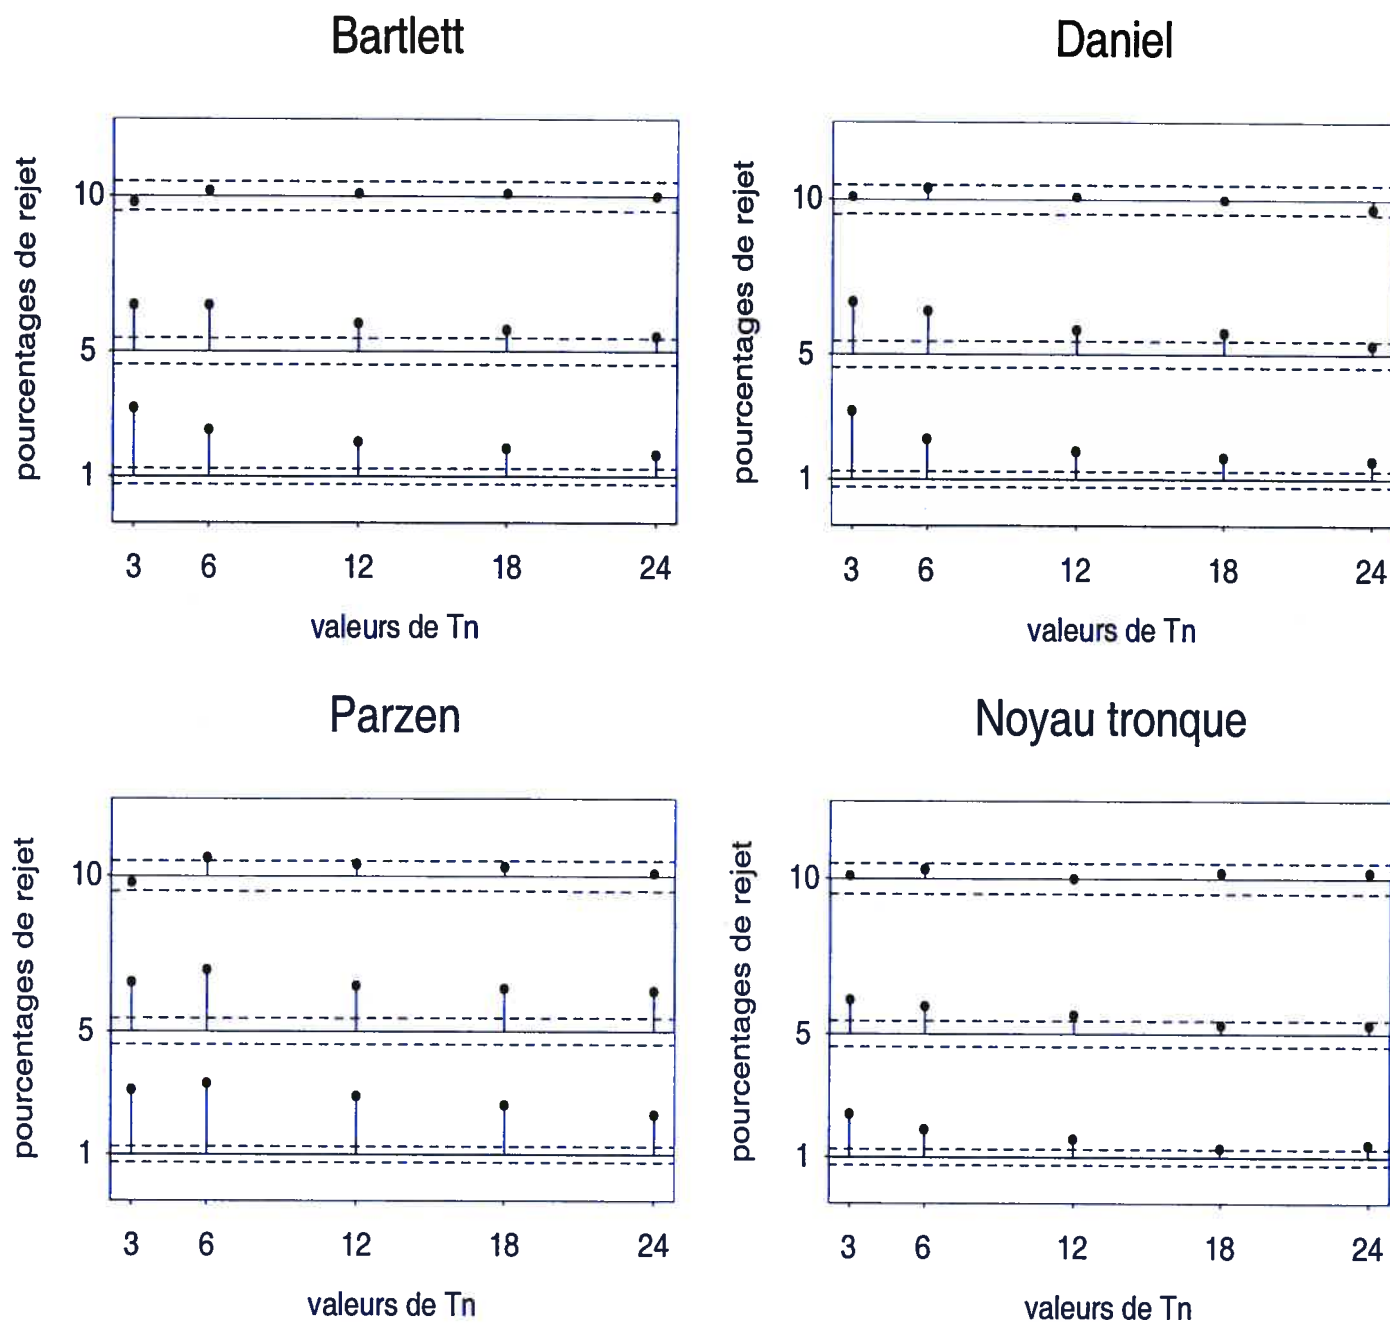 Bartlett
pourcentages de rejet
10
5
1
3 6 12 18 24
valeurs de Tn
Daniel
pourcentages de rejet
10
5
1
3 6 12 18 24
valeurs de Tn
Parzen
pourcentages de rejet
10
5
1
3 6 12 18 24
valeurs de Tn
Noyau tronque
pourcentages de rejet
10
5
1
3 6 12 18 24
valeurs de Tn